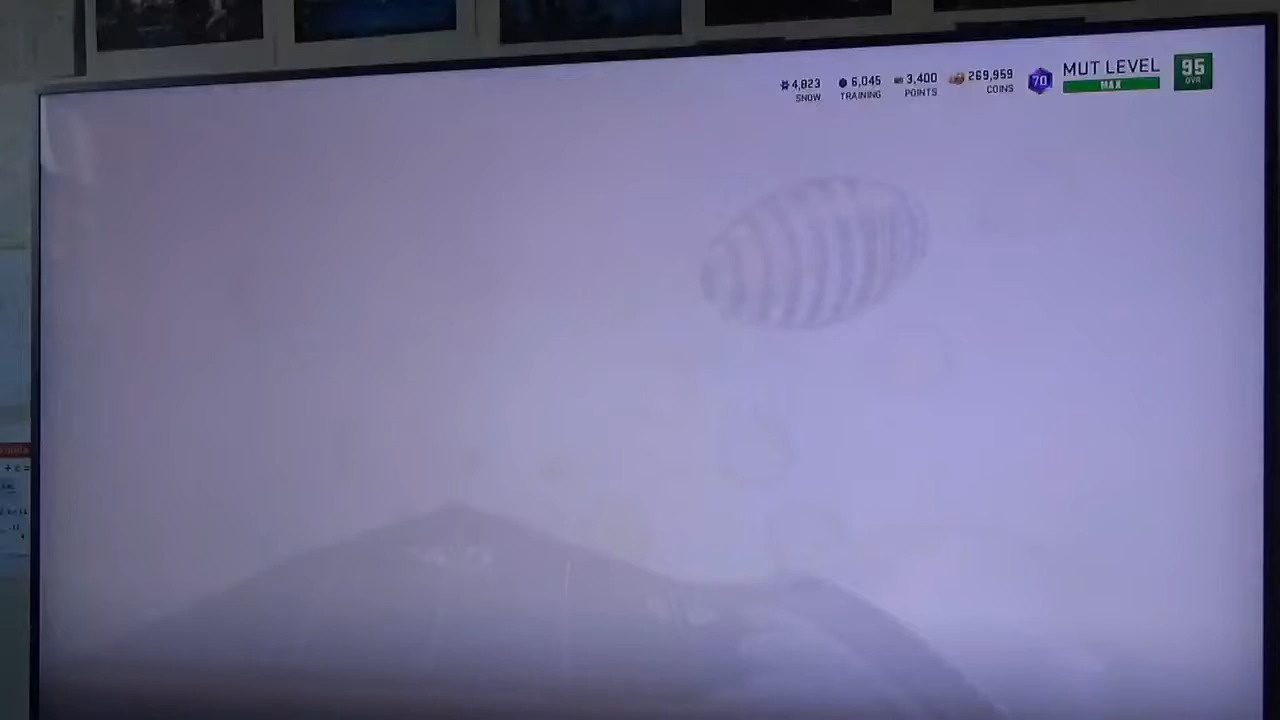 4,823
SNOW
6,045
TRAINING
3,400
POINTS
269,959
COINS
70
MUT LEVEL
MAX
95
OVR